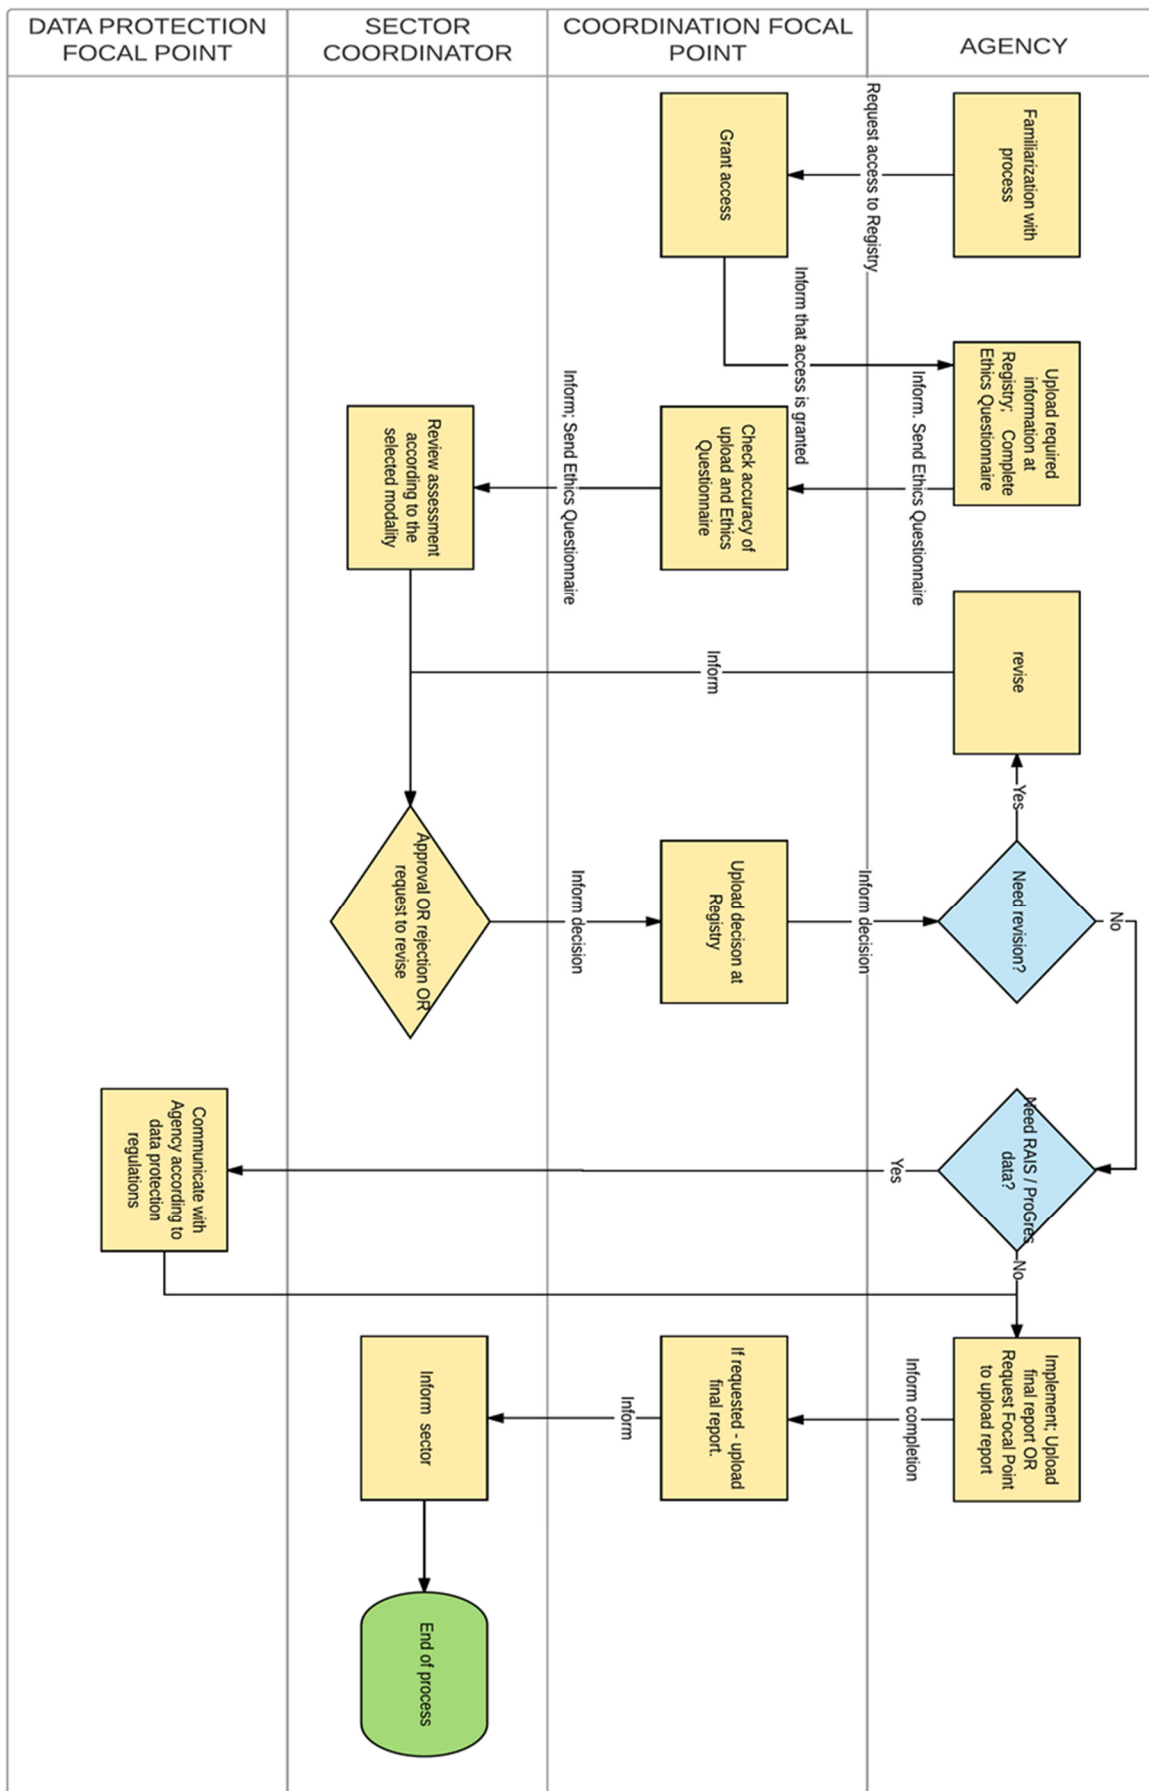 DATA PROTECTION
FOCAL POINT
SECTOR
COORDINATOR
COORDINATION FOCAL
POINT
AGENCY
Familiarization with
process
Request access to Registry
Grant access
Inform that access is granted
Upload required
information at
Registry; Complete
Ethics Questionnaire
Inform. Send Ethics Questionnaire
Check accuracy of
upload and Ethics
Questionnaire
Inform; Send Ethics Questionnaire
Review assessment
according to the
selected modality
revise
Inform
Yes
Approval OR rejection OR
request to revise
Inform decision
Upload decison at
Registry
Inform decision
Need revision?
No
Need RAIS / ProGres
data?
Yes
Communicate with
Agency according to
data protection
regulations
No
Implement; Upload
final report OR
Request Focal Point
to upload report
Inform completion
If requested - upload
final report.
Inform
Inform sector
End of process